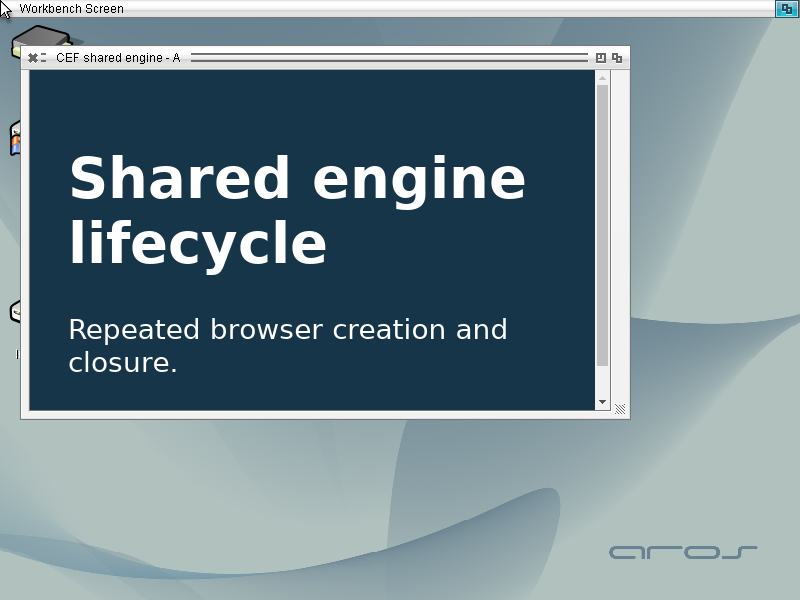 Workbench Screen
CEF shared engine - A
Shared engine
lifecycle
Repeated browser creation and
closure.
aros